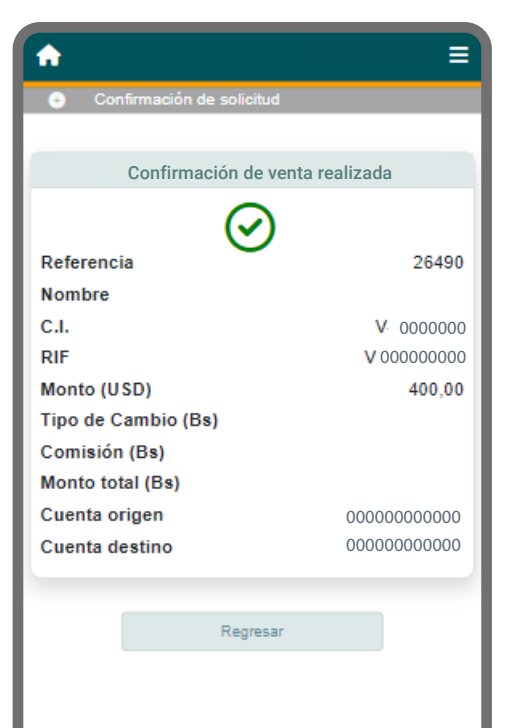 Confirmación de solicitud
Confirmación de venta realizada
Referencia 26490
Nombre
C.I. V- 0000000
RIF V 000000000
Monto (USD) 400,00
Tipo de Cambio (Bs)
Comisión (Bs)
Monto total (Bs)
Cuenta origen 000000000000
Cuenta destino 000000000000
Regresar